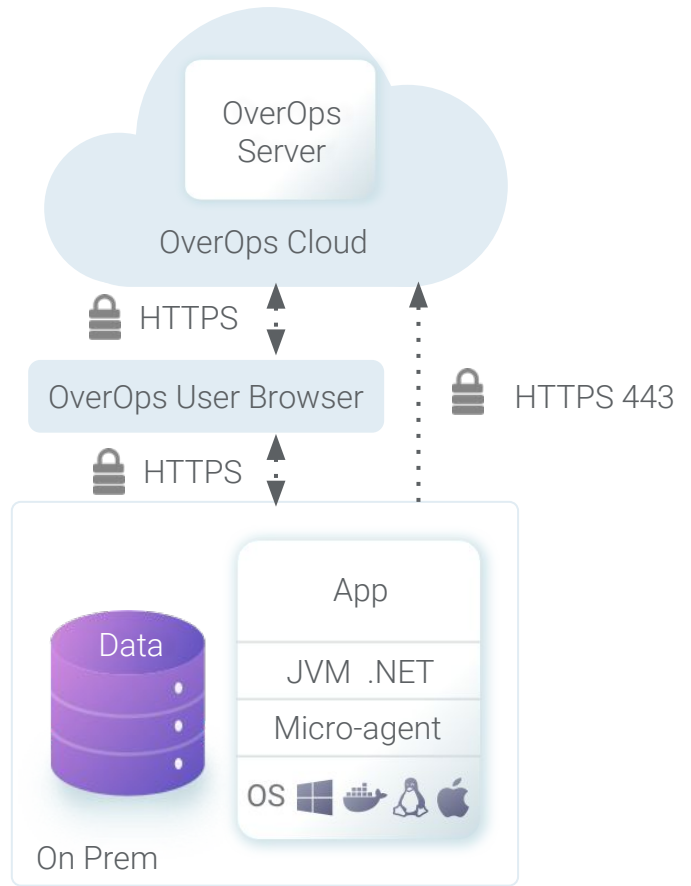 OverOps
Server
OverOps Cloud
HTTPS
OverOps User Browser
HTTPS 443
HTTPS
App
Data
JVM .NET
Micro-agent
OS
On Prem